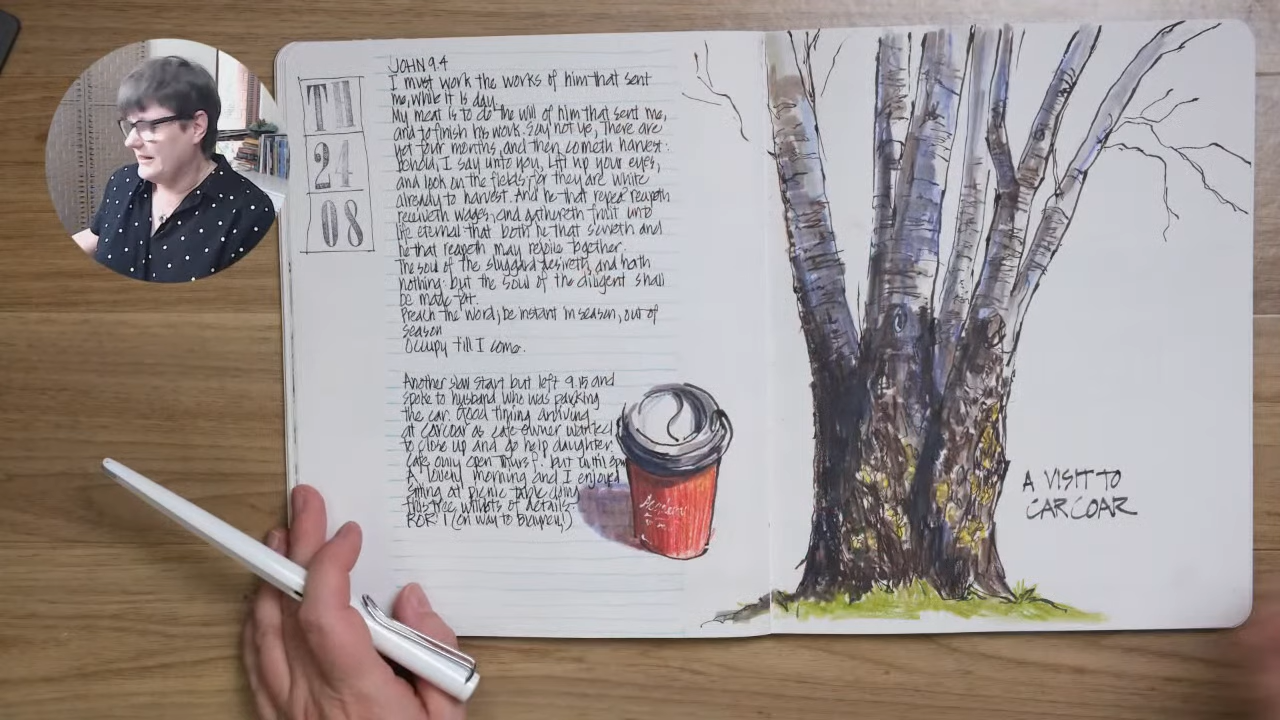 TH
24
08
JOHN 9.4
I must work the works of him that sent
me, while it is day.
My meat is to do the will of him that sent me,
and to finish his work. Say not ye, There are
yet four months, and then cometh harvest:
behold, I say unto you, Lift up your eyes,
and look on the fields; for they are white
already to harvest. And he that reapeth
receiveth wages, and gathereth fruit unto
life eternal that both he that soweth and
he that reapeth may rejoice together.
The soul of the sluggard desireth, and hath
nothing: but the soul of the diligent shall
be made fat.
Preach the word; be instant in season, out of
season
Occupy till I come.
Another slow start but left 9.15 and
spoke to husband who was parking
the car. Good timing arriving
at Carcoar as cafe owner wanted
to close up and go help daughter.
Cafe only open Thurs. but until
A lovely morning and I enjoyed
sitting at picnic table doing
this tree with lots of details
(on way to
A VISIT TO
CARCOAR